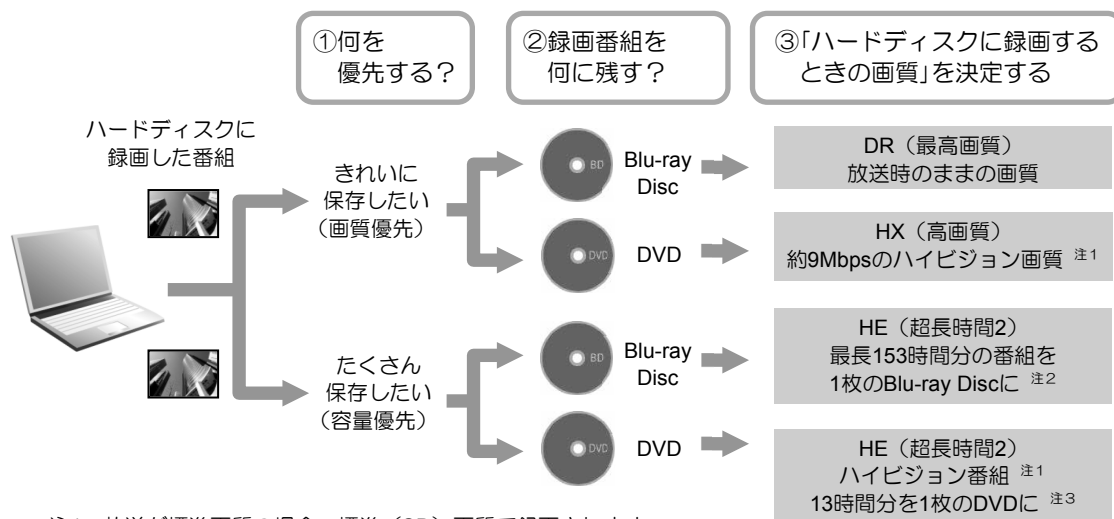 ①何を
優先する?
②録画番組を
何に残す?
③「ハードディスクに録画する
ときの画質」を決定する
ハードディスクに
録画した番組
きれいに
保存したい
(画質優先)
BD
Blu-ray
Disc
DR(最高画質)
放送時のままの画質
DVD
DVD
HX(高画質)
約9Mbpsのハイビジョン画質 注1
たくさん
保存したい
(容量優先)
BD
Blu-ray
Disc
HE(超長時間2)
最長153時間分の番組を
1枚のBlu-ray Discに 注2
DVD
DVD
HE(超長時間2)
ハイビジョン番組 注1
13時間分を1枚のDVDに 注3